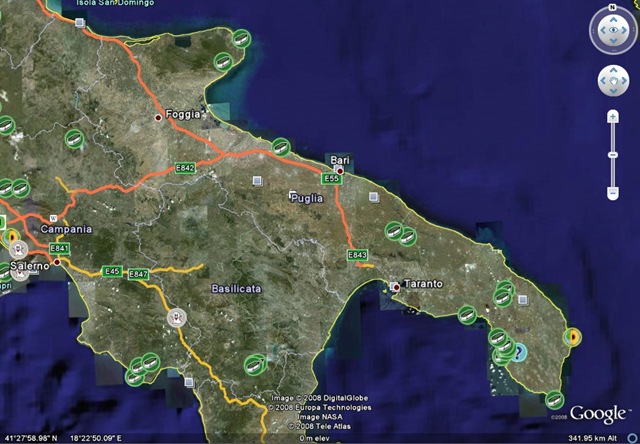 Isola San Domingo
N
Foggia
Bari
E842
E55
Puglia
Campania
E841
E843
Salerno
E45
E847
Taranto
Basilicata
pri
Image © 2008 DigitalGlobe
© 2008 Europa Technologies
Image NASA
© 2008 Tele Atlas
©2008 Google™
41°27'58.98" N 18°22'50.09" E
0 m elev
341.95 km Alt